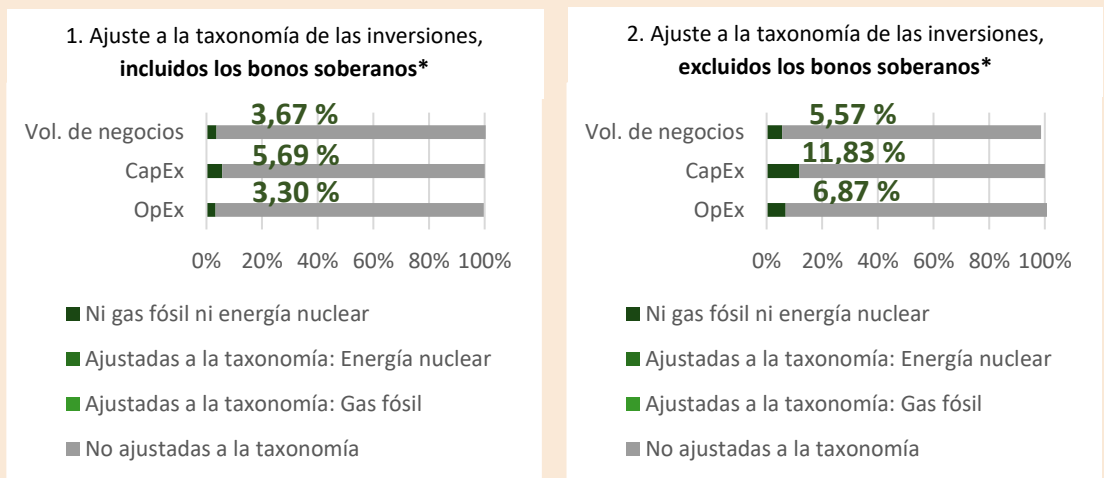 1. Ajuste a la taxonomía de las inversiones,
incluidos los bonos soberanos*
3,67 %
Vol. de negocios
5,69 %
CapEx
3,30 %
OpEx
0% 20% 40% 60% 80% 100%
Ni gas fósil ni energía nuclear
Ajustadas a la taxonomía: Energía nuclear
Ajustadas a la taxonomía: Gas fósil
No ajustadas a la taxonomía
2. Ajuste a la taxonomía de las inversiones,
excluidos los bonos soberanos*
5,57 %
Vol. de negocios
11,83 %
CapEx
6,87 %
OpEx
0% 20% 40% 60% 80% 100%
Ni gas fósil ni energía nuclear
Ajustadas a la taxonomía: Energía nuclear
Ajustadas a la taxonomía: Gas fósil
No ajustadas a la taxonomía